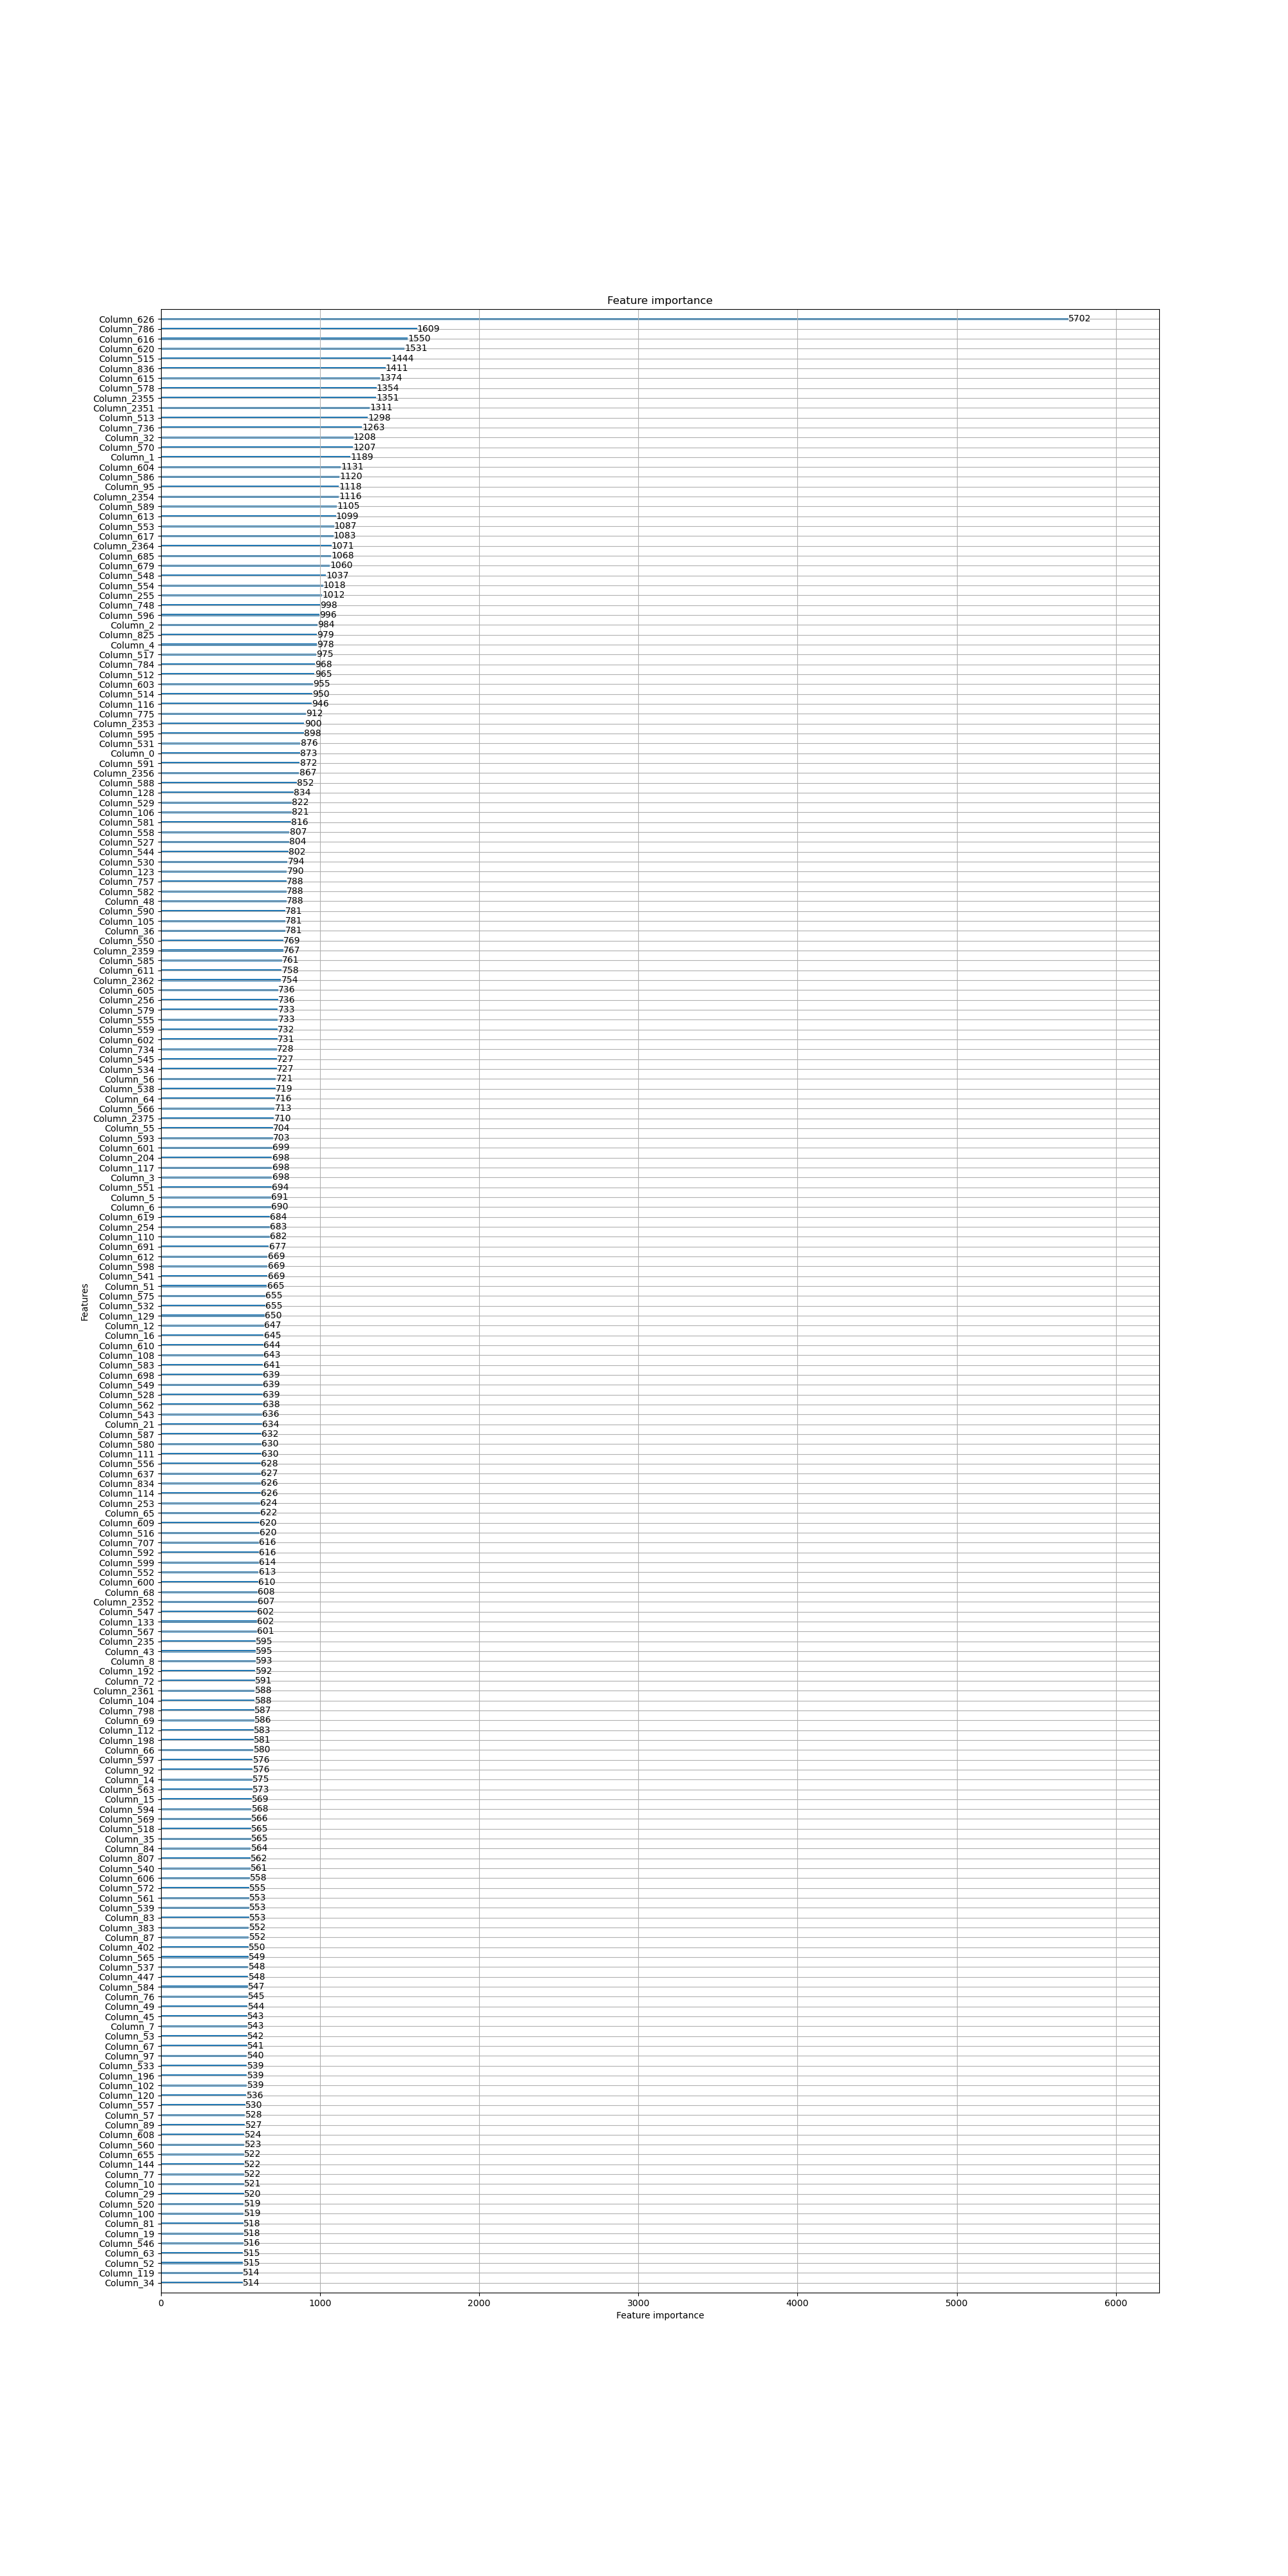 Feature importance
Column_626 5702
Column_786 1609
Column_616 1550
Column_620 1531
Column_515 1444
Column_836 1411
Column_615 1374
Column_578 1354
Column_2355 1351
Column_2351 1311
Column_513 1298
Column_736 1263
Column_32 1208
Column_570 1207
Column_1 1189
Column_604 1131
Column_586 1120
Column_95 1118
Column_2354 1116
Column_589 1105
Column_613 1099
Column_553 1087
Column_617 1083
Column_2364 1071
Column_685 1068
Column_679 1060
Column_548 1037
Column_554 1018
Column_255 1012
Column_748 998
Column_596 996
Column_2 984
Column_825 979
Column_4 978
Column_517 975
Column_784 968
Column_512 965
Column_603 955
Column_514 950
Column_116 946
Column_775 912
Column_2353 900
Column_595 898
Column_531 876
Column_0 873
Column_591 872
Column_2356 867
Column_588 852
Column_128 834
Column_529 822
Column_106 821
Column_581 816
Column_558 807
Column_527 804
Column_544 802
Column_530 794
Column_123 790
Column_757 788
Column_582 788
Column_48 788
Column_590 781
Column_105 781
Column_36 781
Column_550 769
Column_2359 767
Column_585 761
Column_611 758
Column_2362 754
Column_605 736
Column_256 736
Column_579 733
Column_555 733
Column_559 732
Column_602 731
Column_734 728
Column_545 727
Column_534 727
Column_56 721
Column_538 719
Column_64 716
Column_566 713
Column_2375 710
Column_55 704
Column_593 703
Column_601 699
Column_204 698
Column_117 698
Column_3 698
Column_551 694
Column_5 691
Column_6 690
Column_619 684
Column_254 683
Column_110 682
Column_691 677
Column_612 669
Column_598 669
Column_541 669
Column_51 665
Column_575 655
Column_532 655
Column_129 650
Column_12 647
Column_16 645
Column_610 644
Column_108 643
Column_583 641
Column_698 639
Column_549 639
Column_528 639
Column_562 638
Column_543 636
Column_21 634
Column_587 632
Column_580 630
Column_111 630
Column_556 628
Column_637 627
Column_834 626
Column_114 626
Column_253 624
Column_65 622
Column_609 620
Column_516 620
Column_707 616
Column_592 616
Column_599 614
Column_552 613
Column_600 610
Column_68 608
Column_2352 607
Column_547 602
Column_133 602
Column_567 601
Column_235 595
Column_43 595
Column_8 593
Column_192 592
Column_72 591
Column_2361 588
Column_104 588
Column_798 587
Column_69 586
Column_112 583
Column_198 581
Column_66 580
Column_597 576
Column_92 576
Column_14 575
Column_563 573
Column_15 569
Column_594 568
Column_569 566
Column_518 565
Column_35 565
Column_84 564
Column_807 562
Column_540 561
Column_606 558
Column_572 555
Column_561 553
Column_539 553
Column_83 553
Column_383 552
Column_87 552
Column_402 550
Column_565 549
Column_537 548
Column_447 548
Column_584 547
Column_76 545
Column_49 544
Column_45 543
Column_7 543
Column_53 542
Column_67 541
Column_97 540
Column_533 539
Column_196 539
Column_102 539
Column_120 536
Column_557 530
Column_57 528
Column_89 527
Column_608 524
Column_560 523
Column_655 522
Column_144 522
Column_77 522
Column_10 521
Column_29 520
Column_520 519
Column_100 519
Column_81 518
Column_19 518
Column_546 516
Column_63 515
Column_52 515
Column_119 514
Column_34 514
Features
0 1000 2000 3000 4000 5000 6000
Feature importance